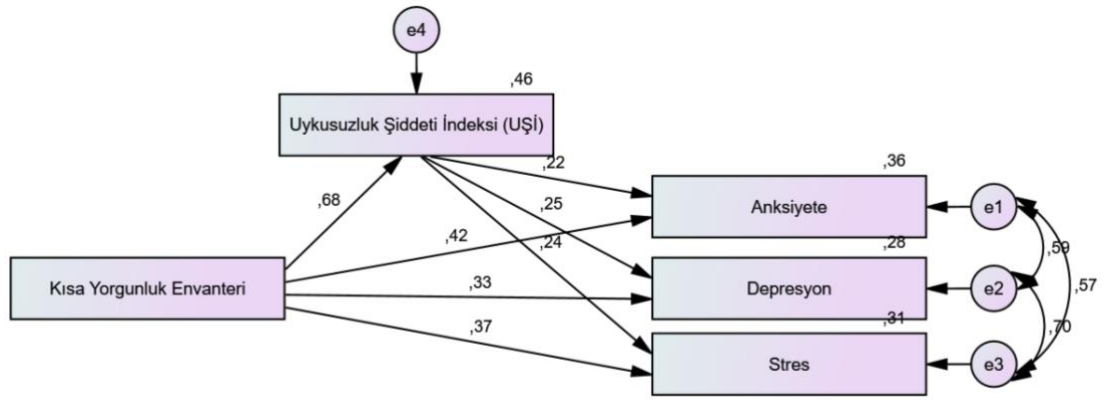 e4
,46
Uykusuzluk Şiddeti İndeksi (UŞİ)
,22
,36
,68
,25
Anksiyete
e1
,42
,24
,28
,59
Kısa Yorgunluk Envanteri
,33
Depresyon
e2
,57
,37
,31
,70
Stres
e3